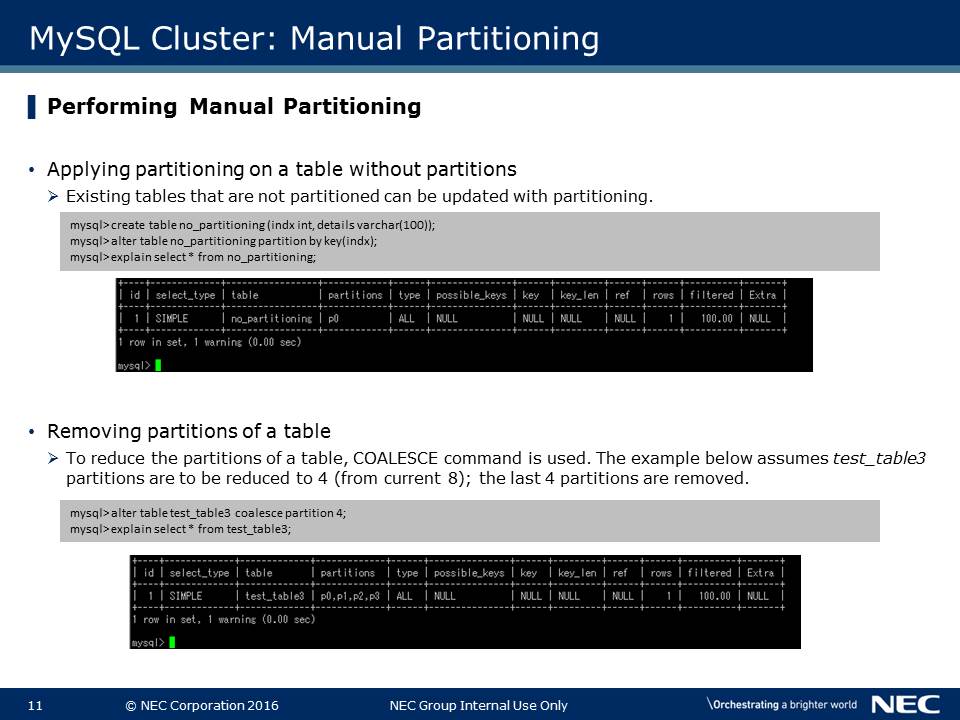 MySQL Cluster: Manual Partitioning
Performing Manual Partitioning
• Applying partitioning on a table without partitions
➢ Existing tables that are not partitioned can be updated with partitioning.
mysql>create table no_partitioning (indx int, details varchar(100));
mysql>alter table no_partitioning partition by key(indx);
mysql>explain select * from no_partitioning;
+----+-------------+-----------------+------------+------+---------------+------+---------+------+------+----------+-------+
| id | select_type | table | partitions | type | possible_keys | key | key_len | ref | rows | filtered | Extra |
+----+-------------+-----------------+------------+------+---------------+------+---------+------+------+----------+-------+
| 1 | SIMPLE | no_partitioning | p0 | ALL | NULL | NULL | NULL | NULL | 1 | 100.00 | NULL |
+----+-------------+-----------------+------------+------+---------------+------+---------+------+------+----------+-------+
1 row in set, 1 warning (0.00 sec)
mysql>
• Removing partitions of a table
➢ To reduce the partitions of a table, COALESCE command is used. The example below assumes test_table3
partitions are to be reduced to 4 (from current 8); the last 4 partitions are removed.
mysql>alter table test_table3 coalesce partition 4;
mysql>explain select * from test_table3;
+----+-------------+-------------+-------------+------+---------------+------+---------+------+------+----------+-------+
| id | select_type | table | partitions | type | possible_keys | key | key_len | ref | rows | filtered | Extra |
+----+-------------+-------------+-------------+------+---------------+------+---------+------+------+----------+-------+
| 1 | SIMPLE | test_table3 | p0,p1,p2,p3 | ALL | NULL | NULL | NULL | NULL | 1 | 100.00 | NULL |
+----+-------------+-------------+-------------+------+---------------+------+---------+------+------+----------+-------+
1 row in set, 1 warning (0.00 sec)
mysql>
11 © NEC Corporation 2016 NEC Group Internal Use Only \Orchestrating a brighter world NEC